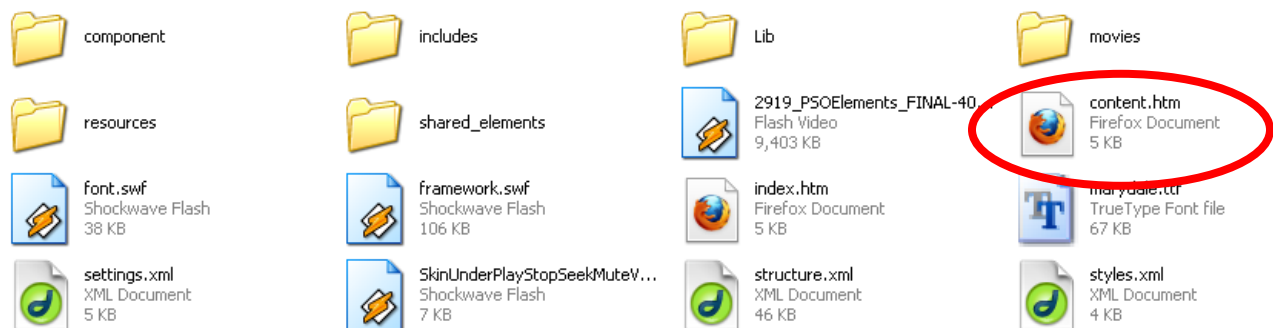 component
includes
Lib
movies
resources
shared_elements
2919_PSOElements_FINAL-40...
Flash Video
9,403 KB
content.htm
Firefox Document
5 KB
font.swf
Shockwave Flash
38 KB
framework.swf
Shockwave Flash
106 KB
index.htm
Firefox Document
5 KB
marydale.ttf
TrueType Font file
67 KB
settings.xml
XML Document
5 KB
SkinUnderPlayStopSeekMuteV...
Shockwave Flash
7 KB
structure.xml
XML Document
46 KB
styles.xml
XML Document
4 KB